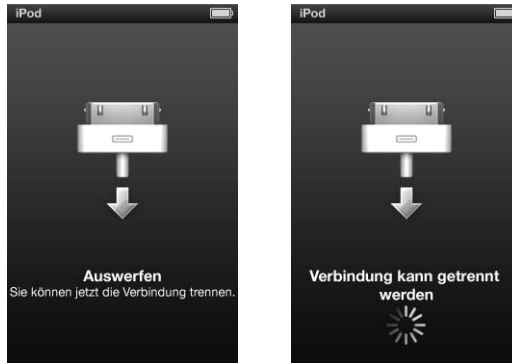 iPod
Auswerfen
Sie können jetzt die Verbindung trennen.
iPod
Verbindung kann getrennt
werden